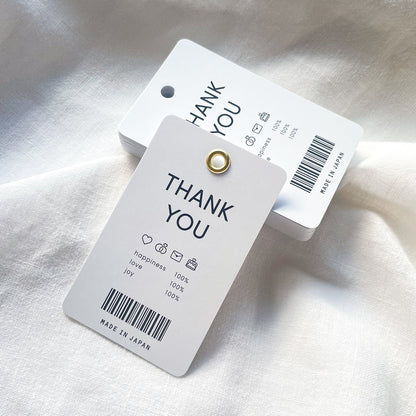 THANK
YOU
happiness 100%
love 100%
joy 100%
MADE IN JAPAN
THANK
YOU
happiness 100%
100%
100%
MADE IN JAPAN